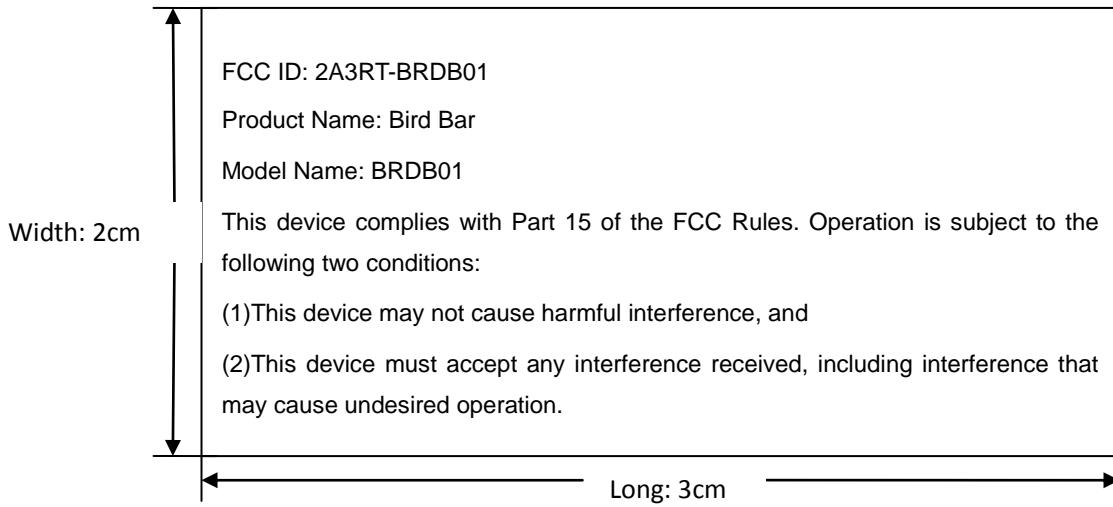 FCC ID: 2A3RT-BRDB01
Product Name: Bird Bar
Model Name: BRDB01
Width: 2cm
This device complies with Part 15 of the FCC Rules. Operation is subject to the
following two conditions:
(1)This device may not cause harmful interference, and
(2)This device must accept any interference received, including interference that
may cause undesired operation.
Long: 3cm